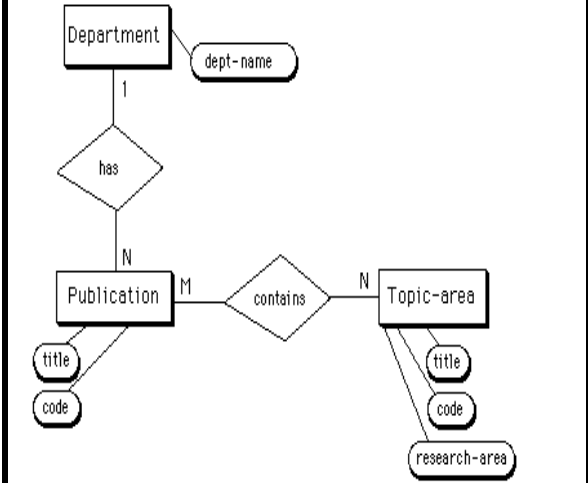 Department
dept-name
1
has
N
Publication
M
contains
N
Topic-area
title
code
title
code
research-area